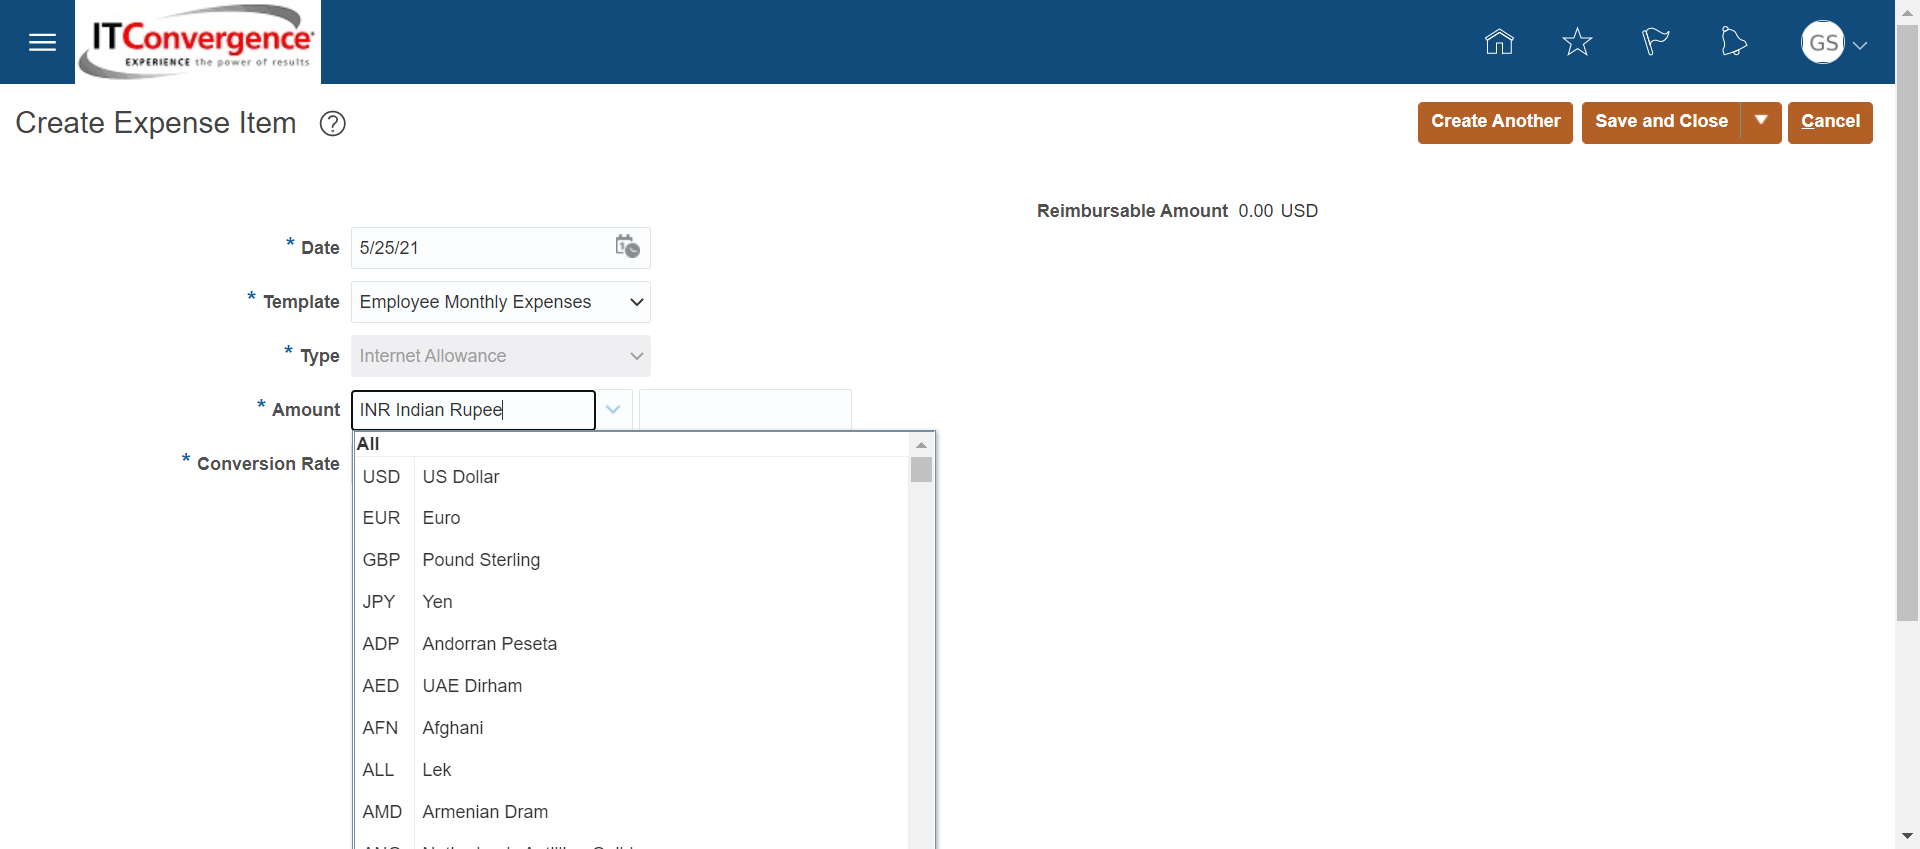 ITConvergence
EXPERIENCE the power of results
GS
Create Expense Item ?
Create Another
Save and Close
Cancel
Reimbursable Amount 0.00 USD
* Date 5/25/21
* Template Employee Monthly Expenses
* Type Internet Allowance
* Amount INR Indian Rupee
* Conversion Rate
All
USD US Dollar
EUR Euro
GBP Pound Sterling
JPY Yen
ADP Andorran Peseta
AED UAE Dirham
AFN Afghani
ALL Lek
AMD Armenian Dram